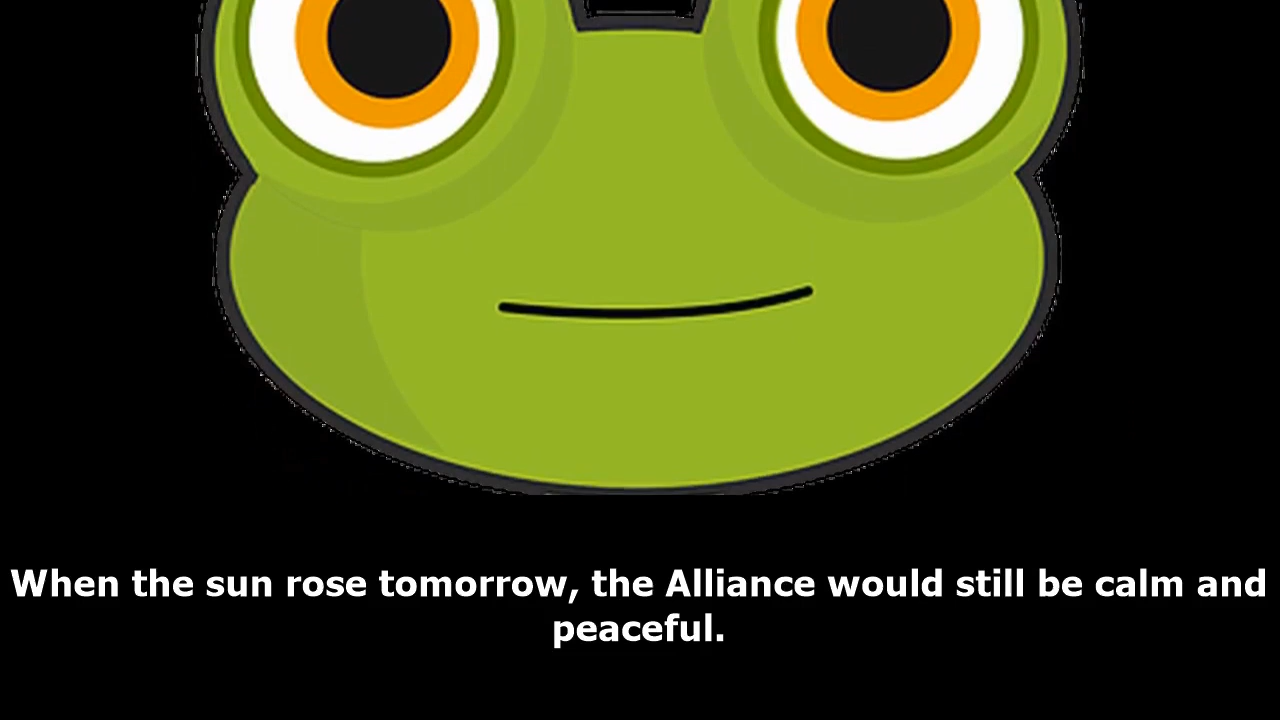 When the sun rose tomorrow, the Alliance would still be calm and
peaceful.